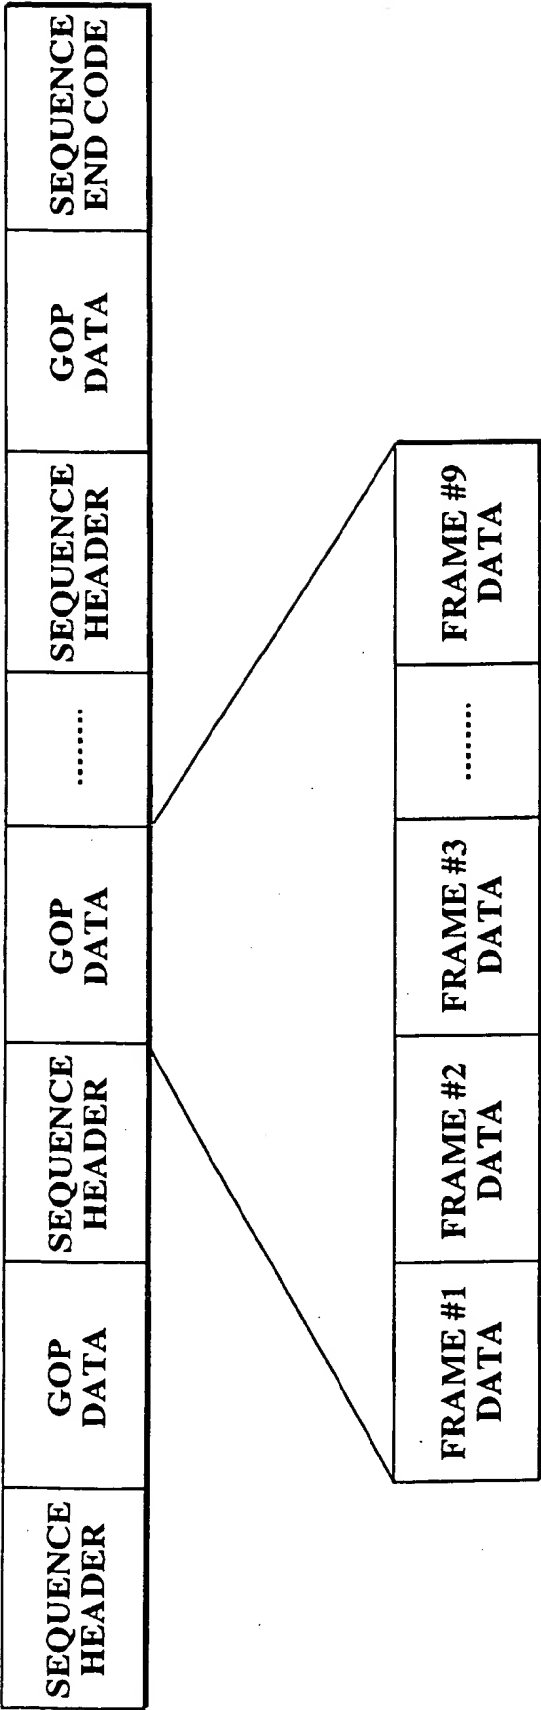 SEQUENCE
HEADER
GOP
DATA
SEQUENCE
HEADER
GOP
DATA
........
SEQUENCE
HEADER
GOP
DATA
SEQUENCE
END CODE
FRAME #1
DATA
FRAME #2
DATA
FRAME #3
DATA
........
FRAME #9
DATA